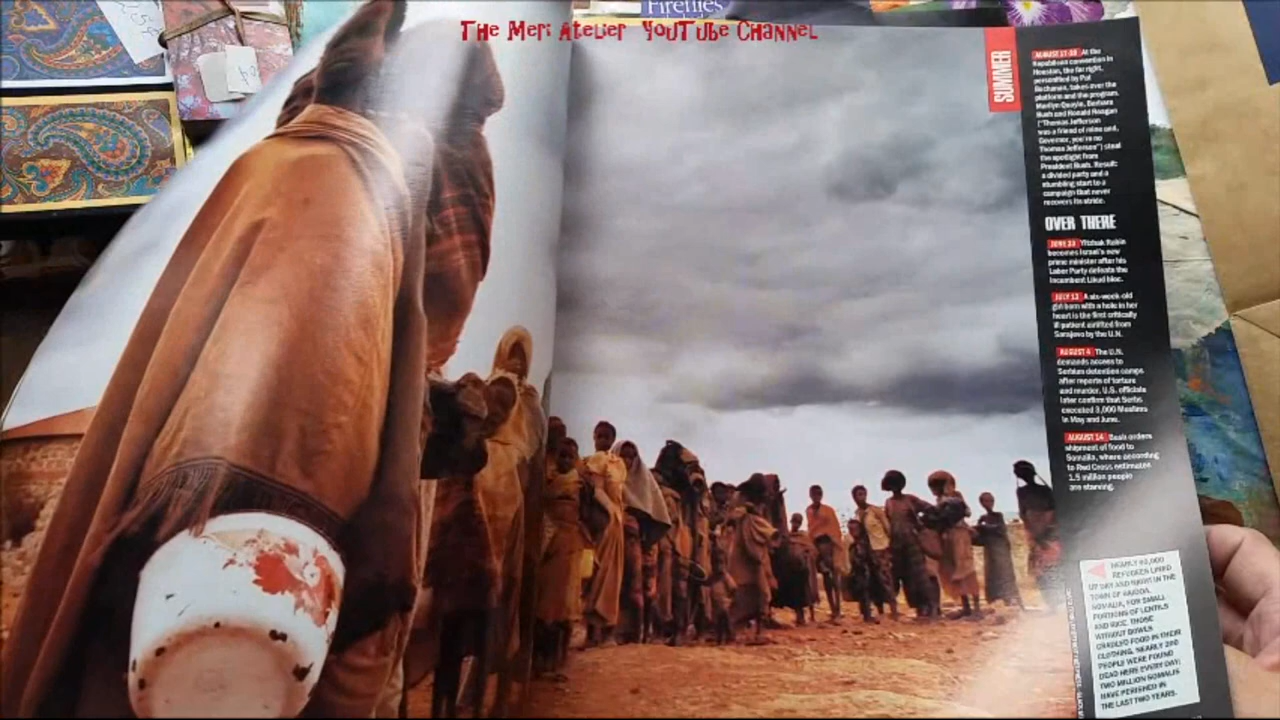 Fireflies
The Meri Atelier YouTube Channel
SUMMER
AUGUST 17-20 At the
Republican convention in
Houston, the far right,
personified by Pat
Buchanan, takes over the
platform and the program.
Marilyn Quayle, Barbara
Bush and Ronald Reagan
("Thomas Jefferson
was a friend of mine and,
Governor, you're no
Thomas Jefferson") steal
the spotlight from
President Bush. Result:
a divided party and a
stumbling start to a
campaign that never
recovers its stride.
OVER THERE
JUNE 23 Yitzhak Rabin
becomes Israel's new
prime minister after his
Labor Party defeats the
incumbent Likud bloc.
JULY 13 A six-week-old
girl born with a hole in her
heart is the first critically
ill patient airlifted from
Sarajevo by the U.N.
AUGUST 4 The U.N.
demands access to
Serbian detention camps
after reports of torture
and murder. U.S. officials
later confirm that Serbs
executed 3,000 Muslims
in May and June.
AUGUST 14 Bush orders
shipment of food to
Somalia, where according
to Red Cross estimates
1.5 million people
are starving.
NEARLY 60,000
REFUGEES LINED
UP DAY AND NIGHT IN THE
TOWN OF BAIDOA,
SOMALIA, FOR SMALL
PORTIONS OF LENTILS
AND RICE. THOSE
WITHOUT BOWLS
CRADLED FOOD IN THEIR
CLOTHING. NEARLY 200
PEOPLE WERE FOUND
DEAD HERE EVERY DAY;
TWO MILLION SOMALIS
HAVE PERISHED IN
THE LAST TWO YEARS.